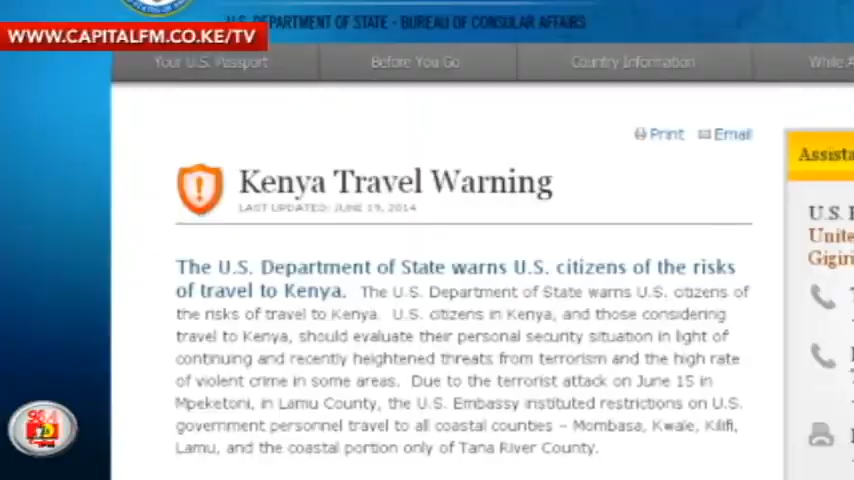 U.S. DEPARTMENT OF STATE - BUREAU OF CONSULAR AFFAIRS
WWW.CAPITALFM.CO.KE/TV
Your U.S. Passport Before You Go Country Information While A
Print Email
Kenya Travel Warning
LAST UPDATED: JUNE 19, 2014
The U.S. Department of State warns U.S. citizens of the risks
of travel to Kenya. The U.S. Department of State warns U.S. citizens of
the risks of travel to Kenya. U.S. citizens in Kenya, and those considering
travel to Kenya, should evaluate their personal security situation in light of
continuing and recently heightened threats from terrorism and the high rate
of violent crime in some areas. Due to the terrorist attack on June 15 in
Mpeketoni, in Lamu County, the U.S. Embassy instituted restrictions on U.S.
government personnel travel to all coastal counties – Mombasa, Kwale, Kilifi,
Lamu, and the coastal portion only of Tana River County.
Assista
U.S. E
Unite
Gigiri
98.4